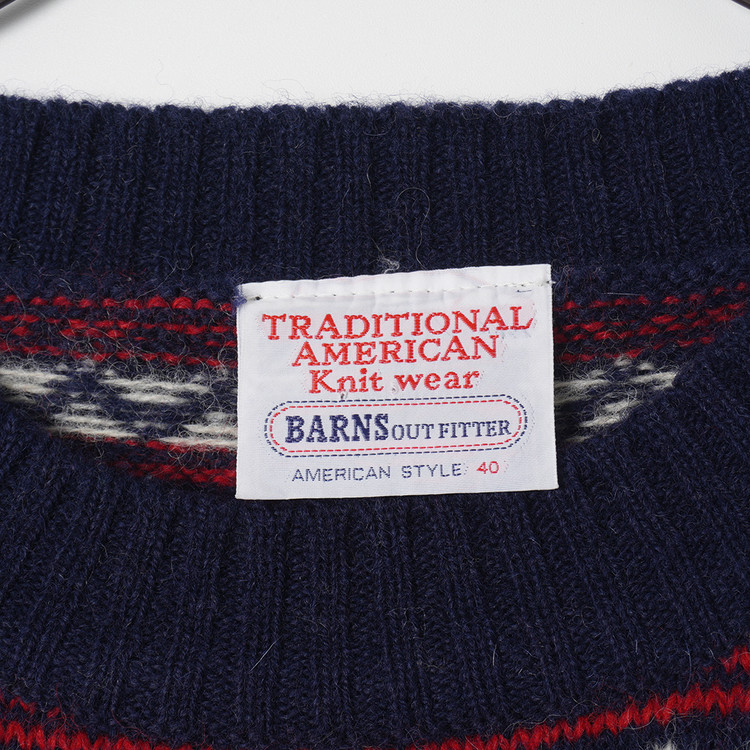 TRADITIONAL
AMERICAN
Knit wear
BARNS OUT FITTER
AMERICAN STYLE 40